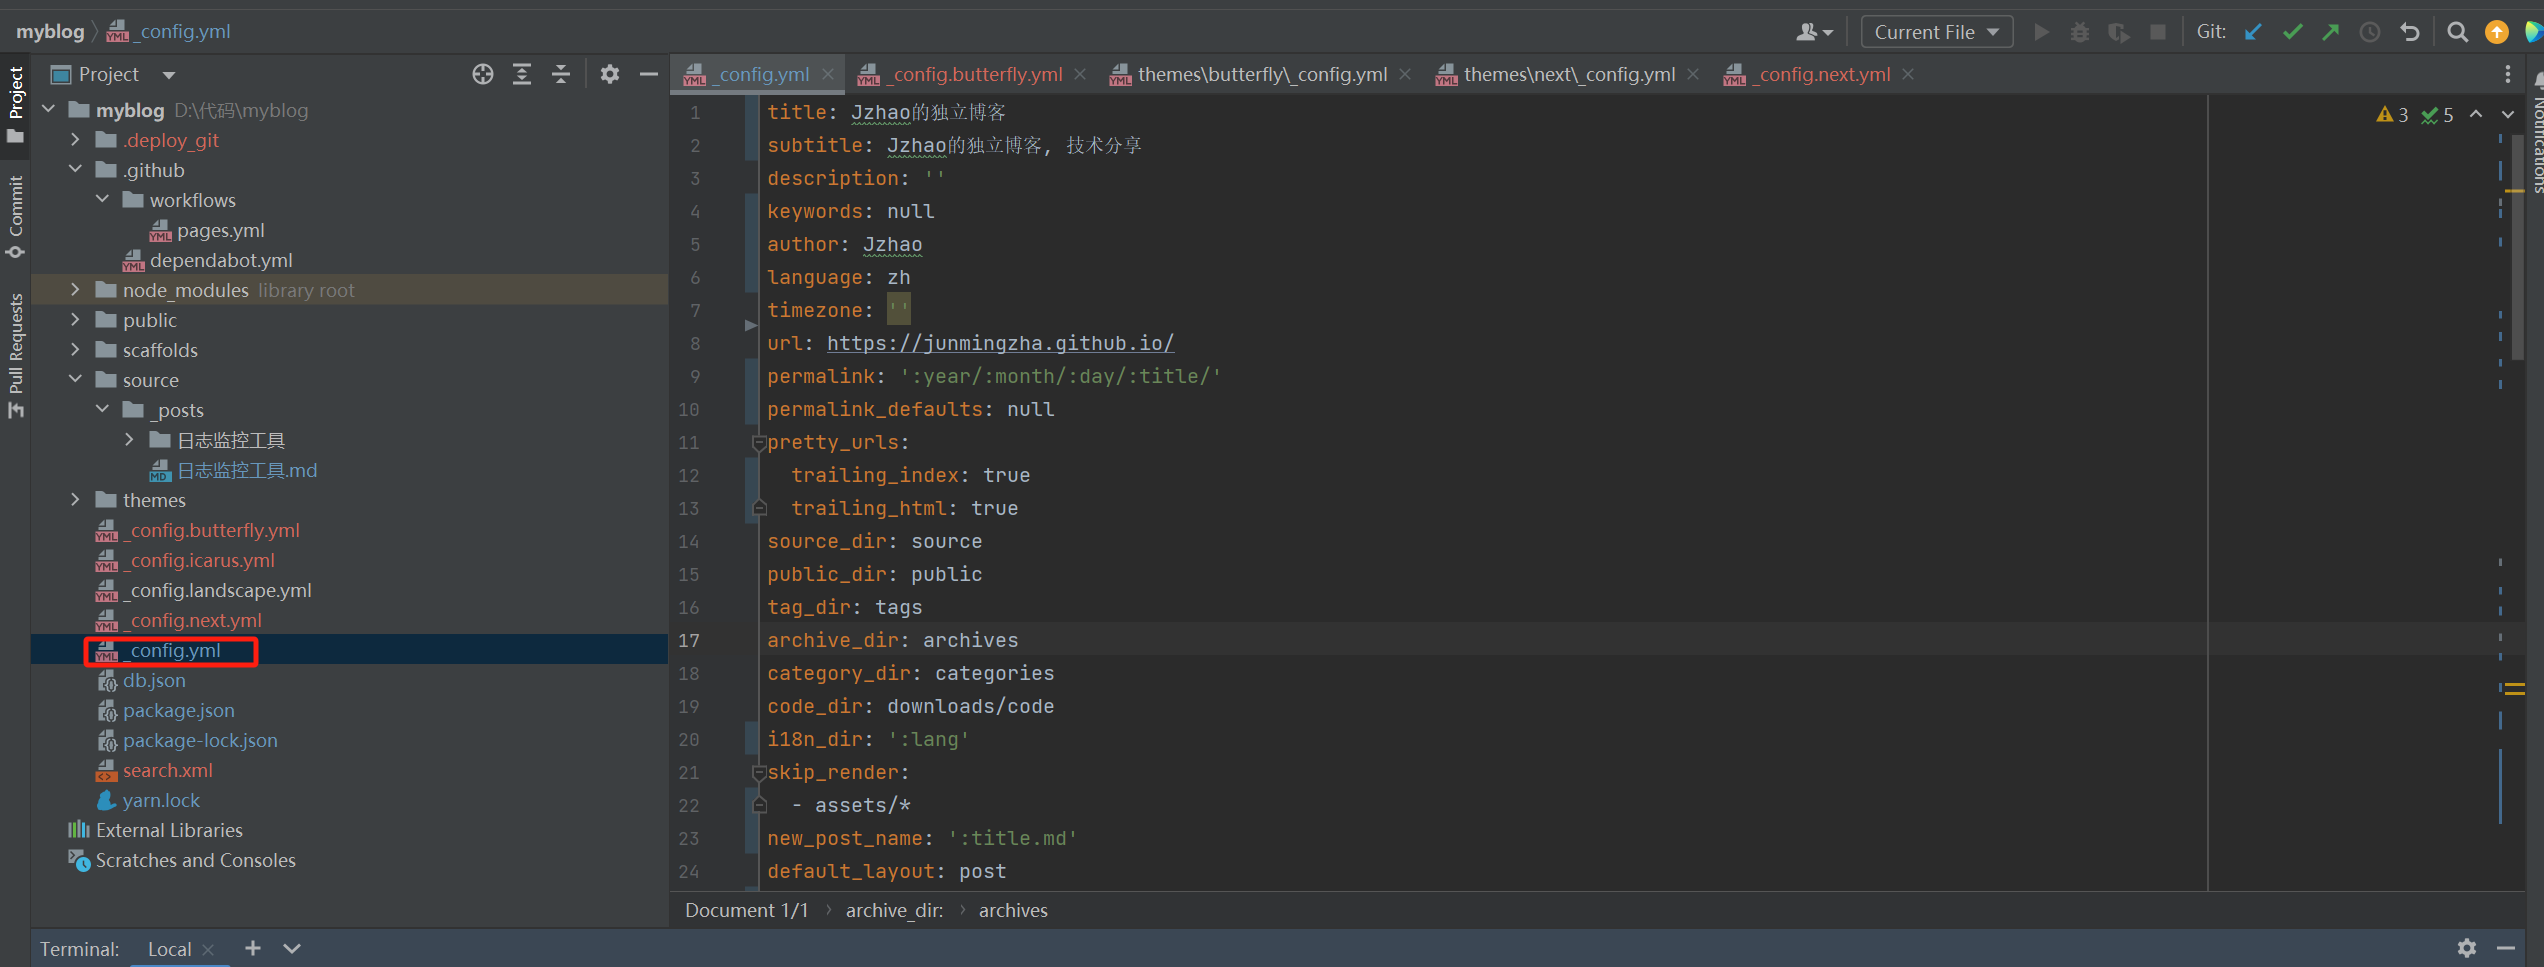 myblog _config.yml Current File Git:
Project
_config.yml _config.butterfly.yml themes\butterfly\_config.yml themes\next\_config.yml _config.next.yml
Project
Commit
Pull Requests
Notifications
myblog D:\代码\myblog
.deploy_git
.github
workflows
pages.yml
dependabot.yml
node_modules library root
public
scaffolds
source
_posts
日志监控工具
日志监控工具.md
themes
_config.butterfly.yml
_config.icarus.yml
_config.landscape.yml
_config.next.yml
_config.yml
db.json
package.json
package-lock.json
search.xml
yarn.lock
External Libraries
Scratches and Consoles
3 5
1 title: Jzhao的独立博客
2 subtitle: Jzhao的独立博客, 技术分享
3 description: ''
4 keywords: null
5 author: Jzhao
6 language: zh
7 timezone: ''
8 url: https://junmingzha.github.io/
9 permalink: ':year/:month/:day/:title/'
10 permalink_defaults: null
11 pretty_urls:
12 trailing_index: true
13 trailing_html: true
14 source_dir: source
15 public_dir: public
16 tag_dir: tags
17 archive_dir: archives
18 category_dir: categories
19 code_dir: downloads/code
20 i18n_dir: ':lang'
21 skip_render:
22 - assets/*
23 new_post_name: ':title.md'
24 default_layout: post
Document 1/1 › archive_dir: › archives
Terminal: Local